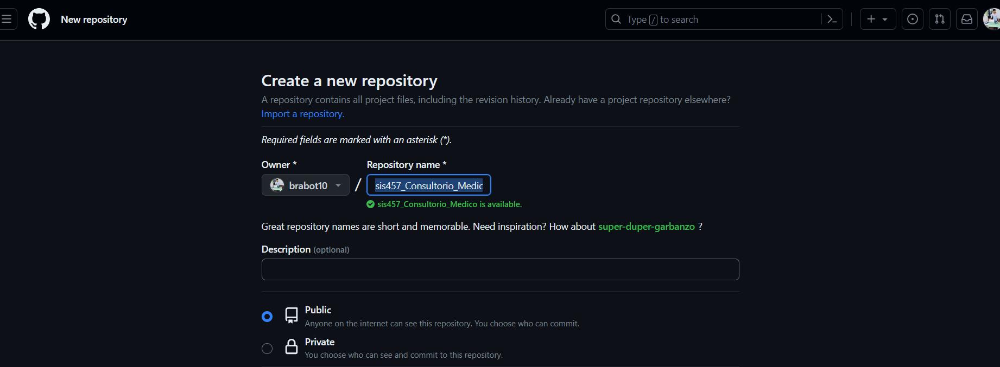 New repository
Type / to search
Create a new repository
A repository contains all project files, including the revision history. Already have a project repository elsewhere?
Import a repository.
Required fields are marked with an asterisk (*).
Owner *
Repository name *
brabot10
/
sis457_Consultorio_Medic
sis457_Consultorio_Medico is available.
Great repository names are short and memorable. Need inspiration? How about super-duper-garbanzo ?
Description (optional)
Public
Anyone on the internet can see this repository. You choose who can commit.
Private
You choose who can see and commit to this repository.